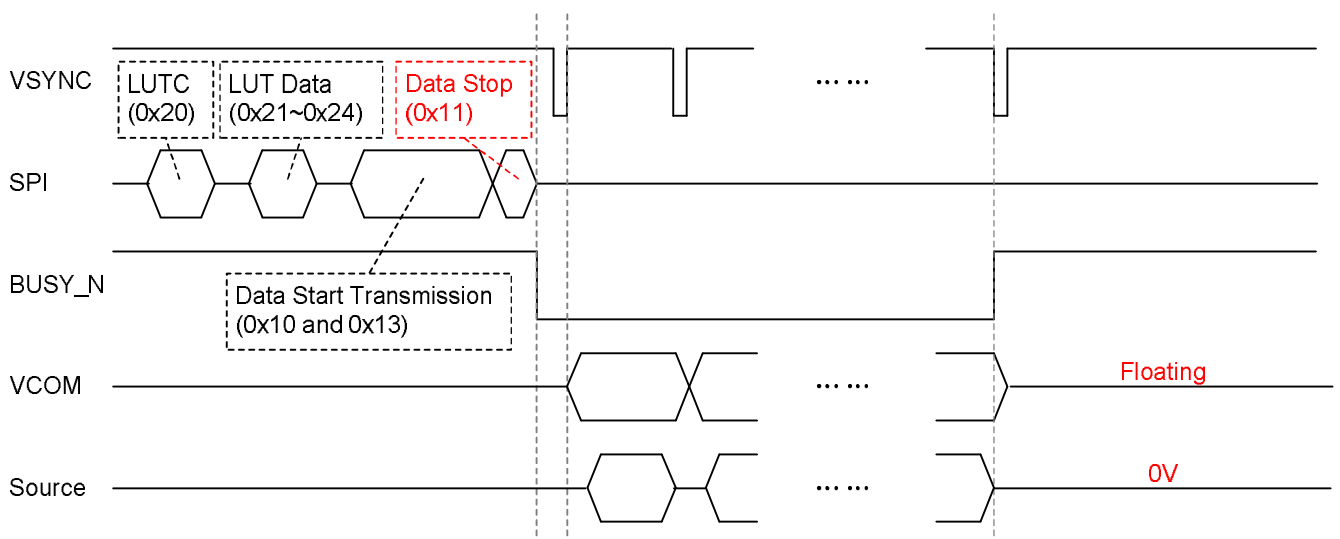 VSYNC
LUTC
(0x20)
LUT Data
(0x21~0x24)
Data Stop
(0x11)
... ...
SPI
BUSY_N
Data Start Transmission
(0x10 and 0x13)
VCOM
... ...
Floating
Source
... ...
0V